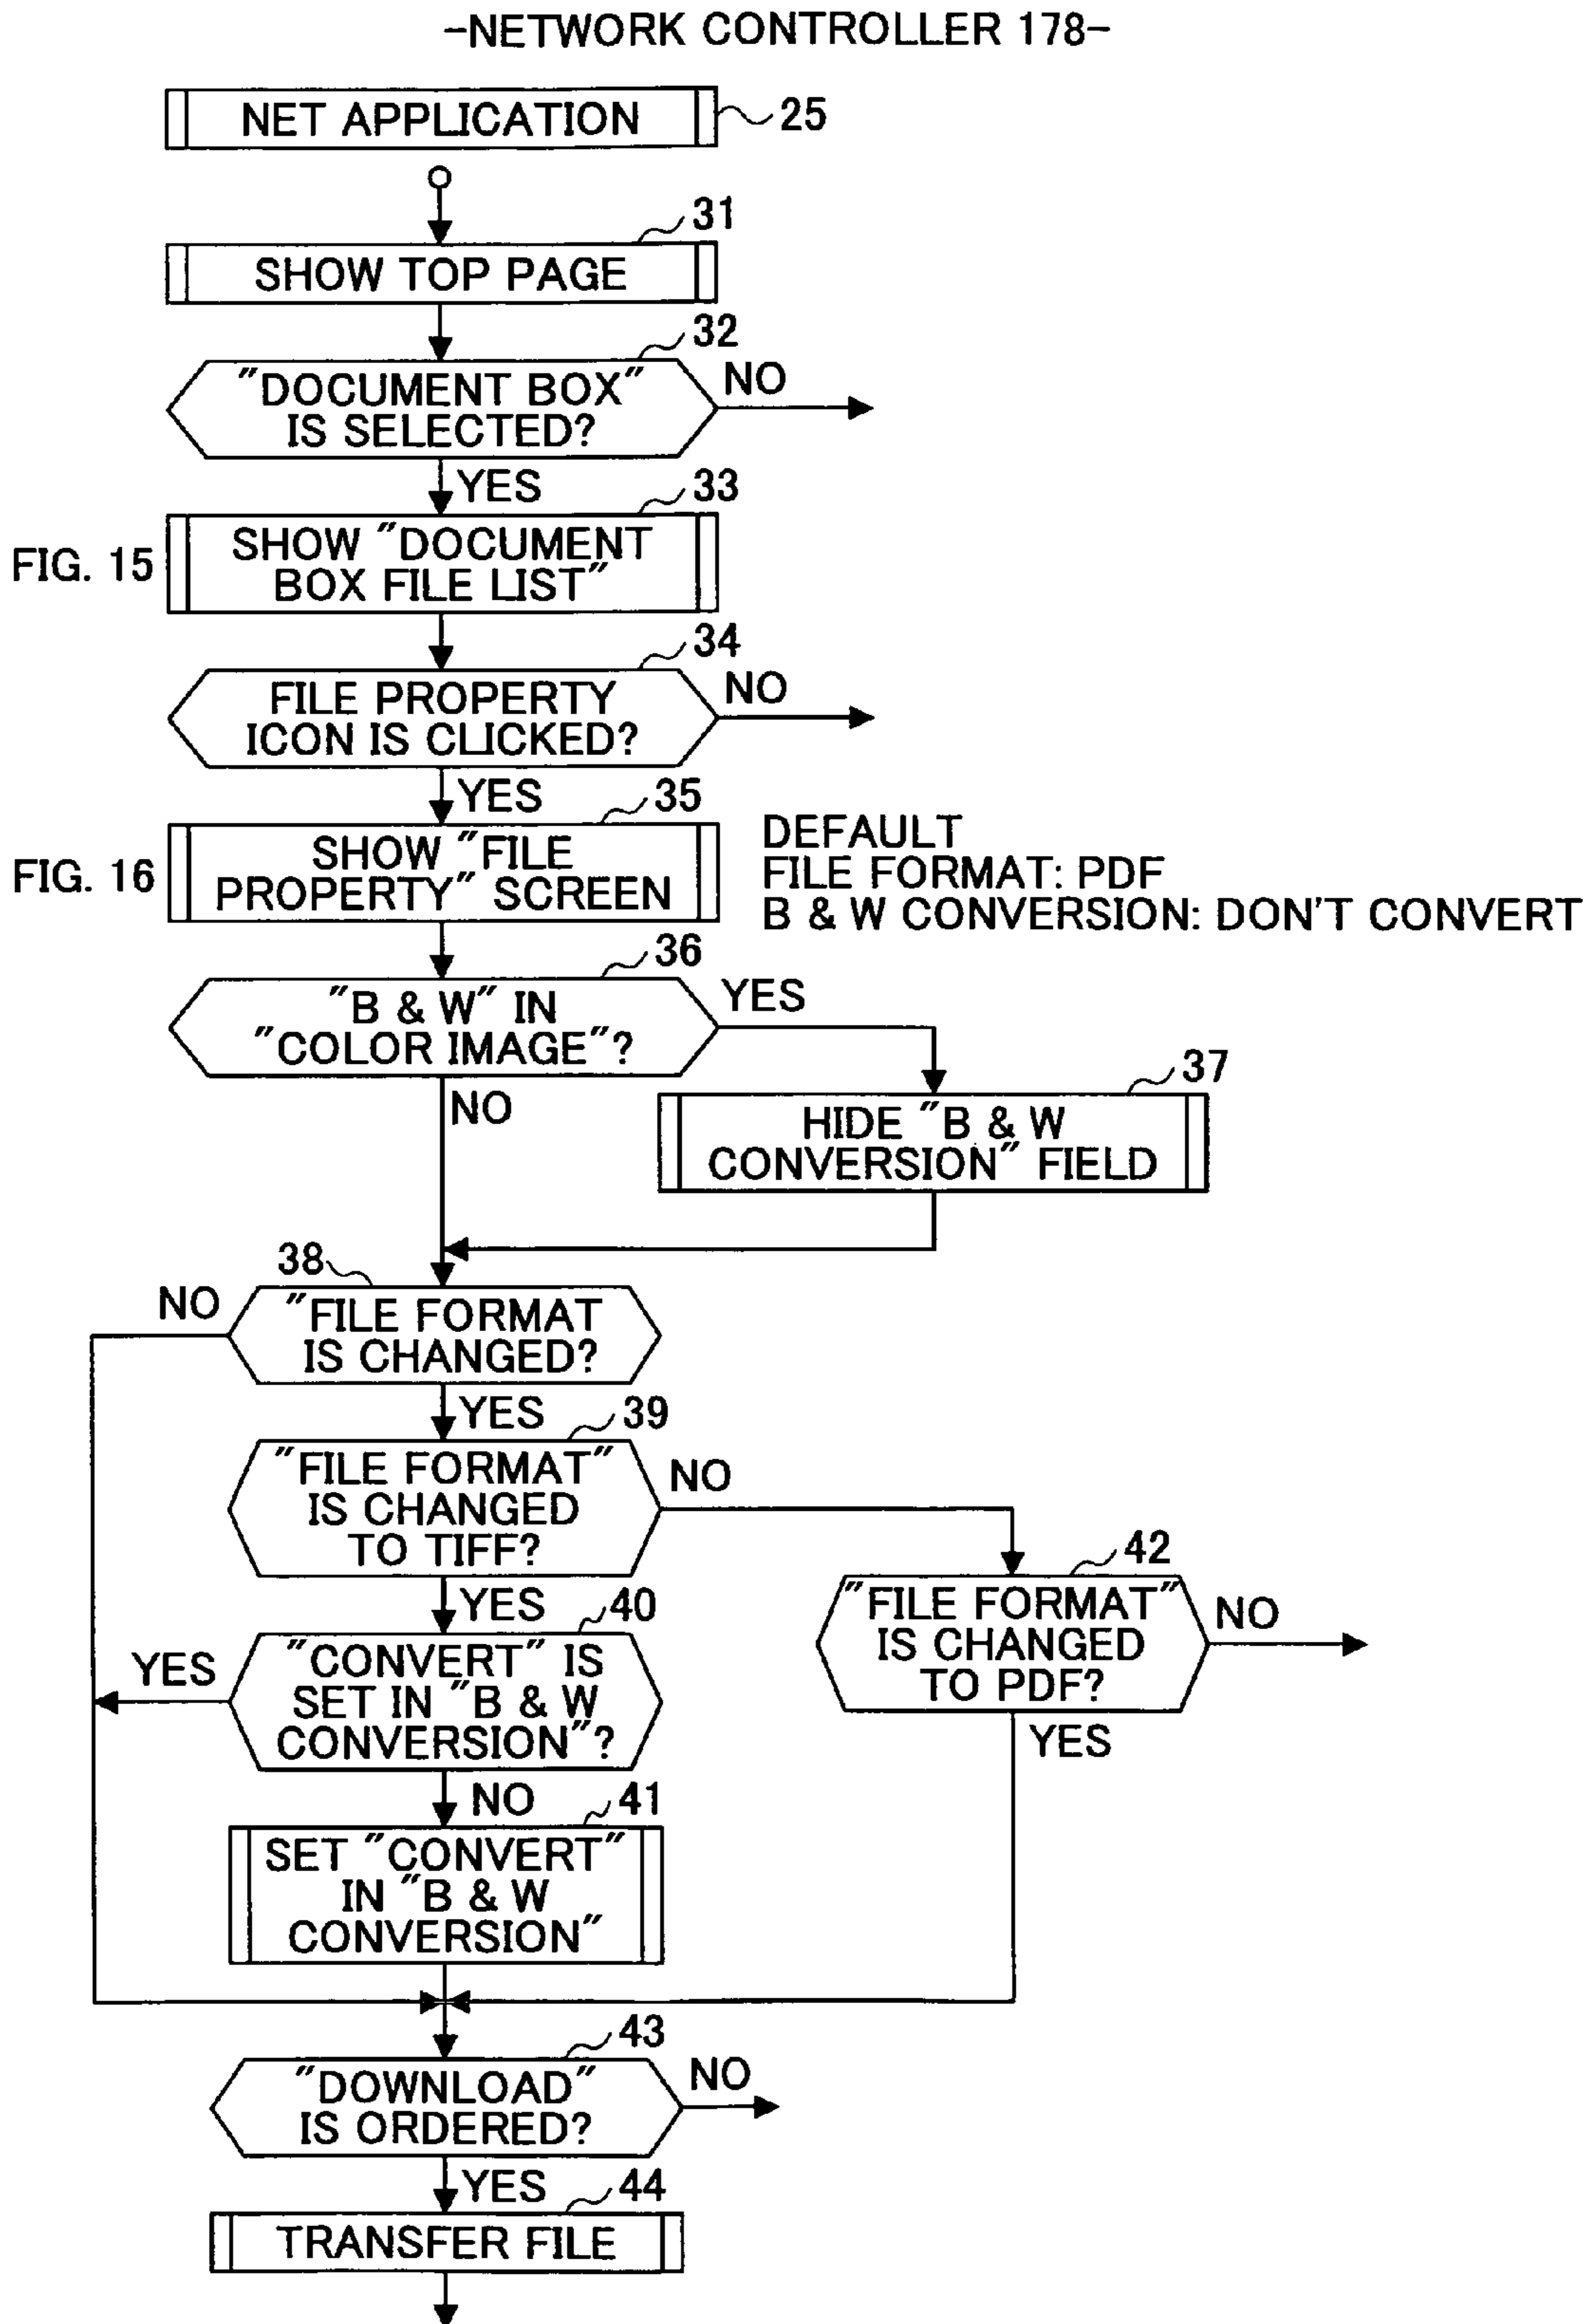 -NETWORK CONTROLLER 178-
NET APPLICATION
25
31
SHOW TOP PAGE
32
"DOCUMENT BOX"
IS SELECTED?
NO
YES
33
FIG. 15
SHOW "DOCUMENT
BOX FILE LIST"
34
FILE PROPERTY
ICON IS CLICKED?
NO
YES
35
FIG. 16
SHOW "FILE
PROPERTY" SCREEN
DEFAULT
FILE FORMAT: PDF
B & W CONVERSION: DON'T CONVERT
36
"B & W" IN
"COLOR IMAGE"?
YES
NO
37
HIDE "B & W
CONVERSION" FIELD
38
NO
"FILE FORMAT
IS CHANGED?
YES
39
"FILE FORMAT"
IS CHANGED
TO TIFF?
NO
YES
42
"FILE FORMAT"
IS CHANGED
TO PDF?
NO
YES
40
YES
"CONVERT" IS
SET IN "B & W
CONVERSION"?
NO
41
SET "CONVERT"
IN "B & W
CONVERSION"
43
"DOWNLOAD"
IS ORDERED?
NO
YES
44
TRANSFER FILE